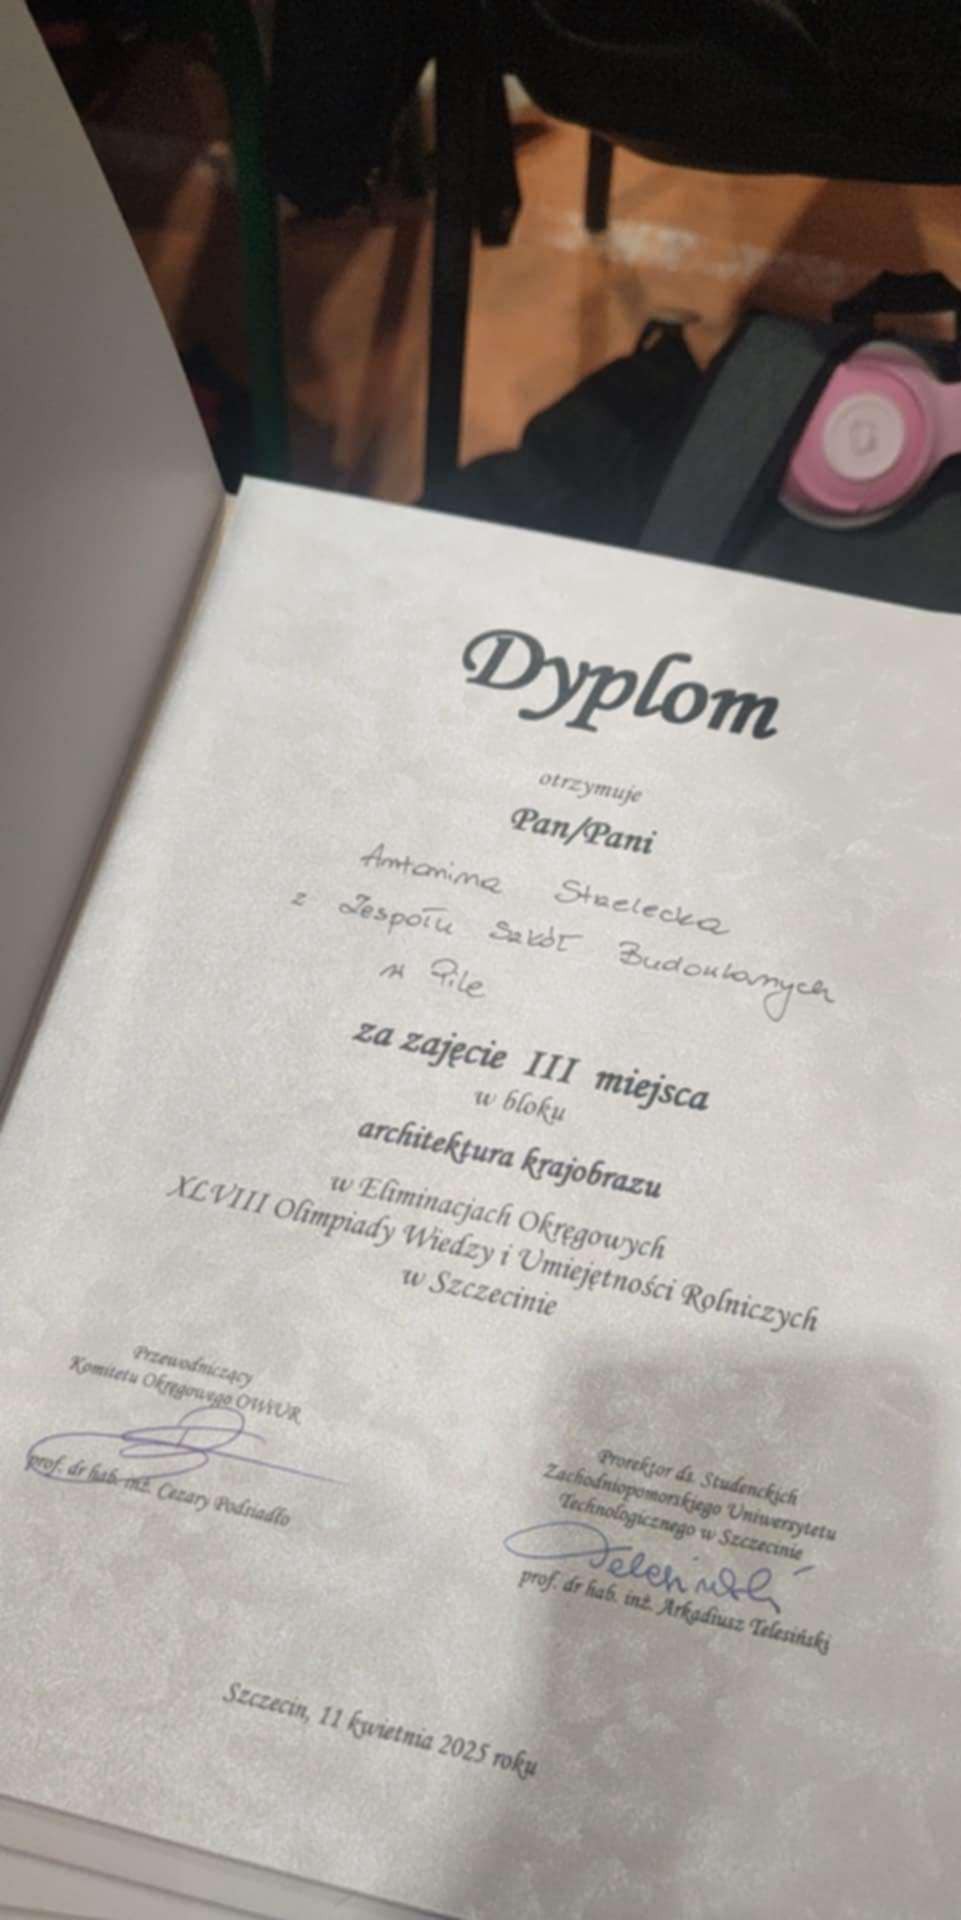 Dyplom
otrzymuje
Pan/Pani
Antonina Strzelecka
z Zespołu Szkół Budowlanych
w Pile
za zajęcie III miejsca
w bloku
architektura krajobrazu
w Eliminacjach Okręgowych
XLVIII Olimpiady Wiedzy i Umiejętności Rolniczych
w Szczecinie
Przewodniczący
Komitetu Okręgowego OWiUR
prof. dr hab. inż. Cezary Podsiadło
Prorektor ds. Studenckich
Zachodniopomorskiego Uniwersytetu
Technologicznego w Szczecinie
Telesiński
prof. dr hab. inż. Arkadiusz Telesiński
Szczecin, 11 kwietnia 2025 roku